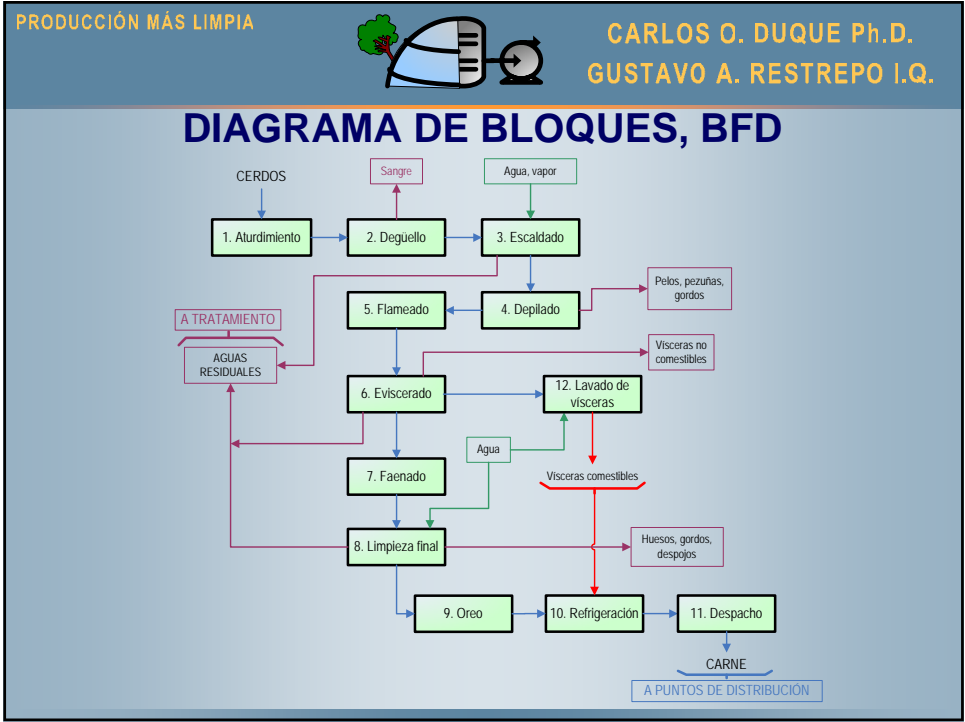 PRODUCCIÓN MÁS LIMPIA
CARLOS O. DUQUE Ph.D.
GUSTAVO A. RESTREPO I.Q.
DIAGRAMA DE BLOQUES, BFD
CERDOS
Sangre
Agua, vapor
1. Aturdimiento
2. Degüello
3. Escaldado
Pelos, pezuñas,
gordos
5. Flameado
4. Depilado
A TRATAMIENTO
AGUAS
RESIDUALES
Vísceras no
comestibles
6. Eviscerado
12. Lavado de
vísceras
Agua
7. Faenado
Vísceras comestibles
8. Limpieza final
Huesos, gordos,
despojos
9. Oreo
10. Refrigeración
11. Despacho
CARNE
A PUNTOS DE DISTRIBUCIÓN